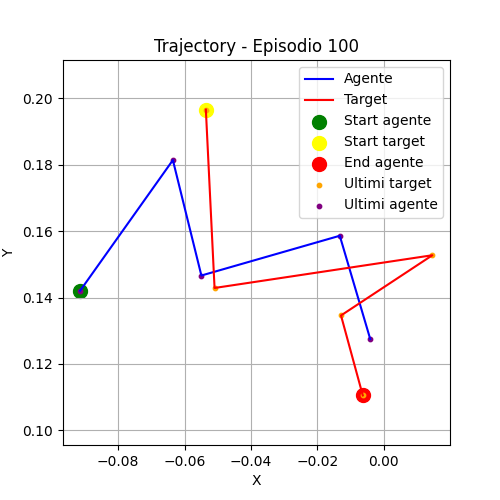 Trajectory - Episodio 100
Agente
Target
Start agente
Start target
End agente
Ultimi target
Ultimi agente
Y
0.20
0.18
0.16
0.14
0.12
0.10
−0.08
−0.06
−0.04
−0.02
0.00
X